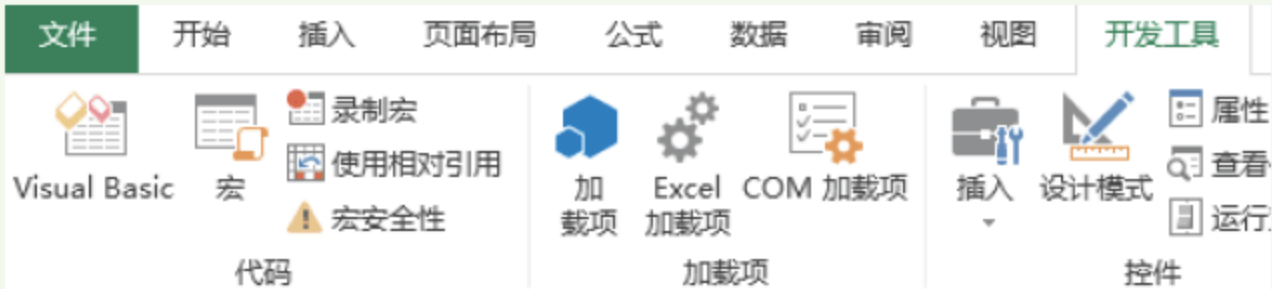 文件 开始 插入 页面布局 公式 数据 审阅 视图 开发工具
Visual Basic
宏
录制宏
使用相对引用
宏安全性
代码
加
载项
Excel
加载项
COM 加载项
加载项
插入
设计模式
属性
查看
运行
控件